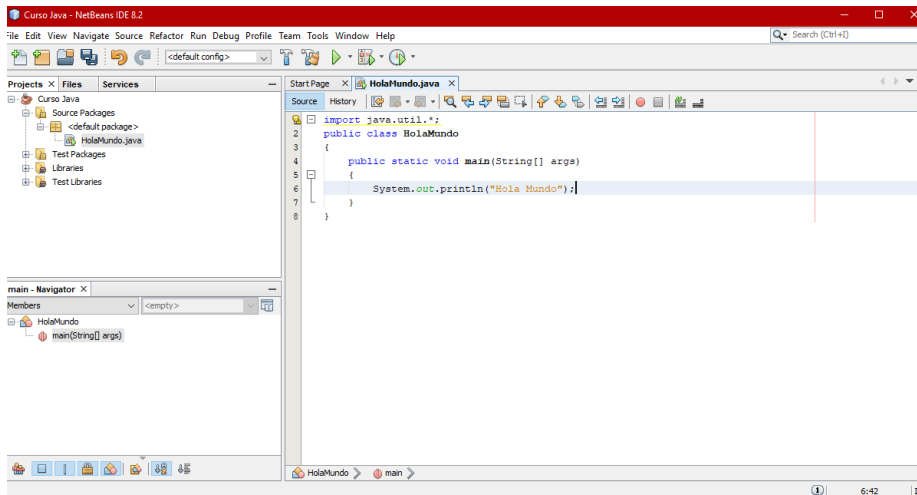 Curso Java - NetBeans IDE 8.2
File Edit View Navigate Source Refactor Run Debug Profile Team Tools Window Help
Search (Ctrl+I)
<default config>
Projects Files Services
Start Page HolaMundo.java
Source History
Curso Java
Source Packages
<default package>
HolaMundo.java
Test Packages
Libraries
Test Libraries
import java.util.*;
2 public class HolaMundo
3 {
4 public static void main(String[] args)
5 {
6 System.out.println("Hola Mundo");
7 }
8 }
main - Navigator
Members <empty>
HolaMundo
main(String[] args)
HolaMundo main
1 6:42